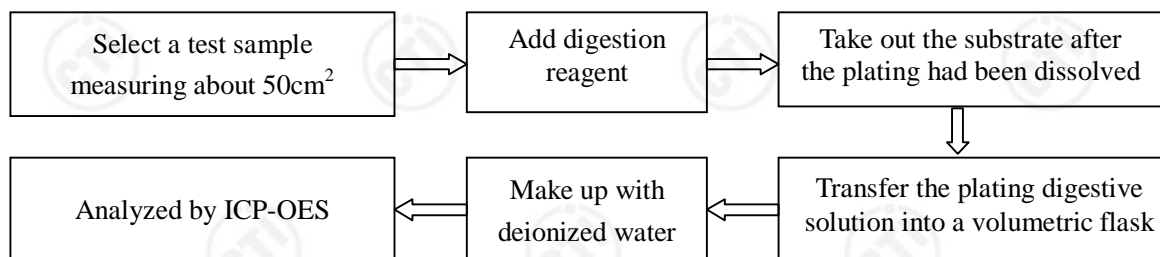 Select a test sample
measuring about 50cm²
Add digestion
reagent
Take out the substrate after
the plating had been dissolved
Transfer the plating digestive
solution into a volumetric flask
Make up with
deionized water
Analyzed by ICP-OES